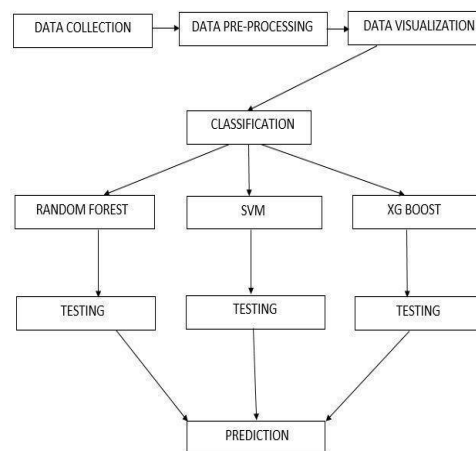 DATA COLLECTION
DATA PRE-PROCESSING
DATA VISUALIZATION
CLASSIFICATION
RANDOM FOREST
SVM
XG BOOST
TESTING
TESTING
TESTING
PREDICTION